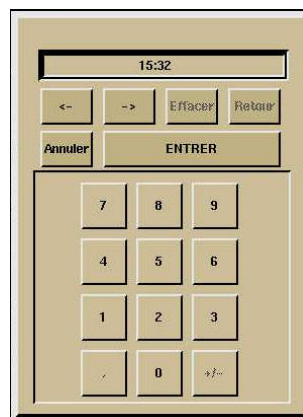 15:32
<- -> Effacer Retour
Annuler ENTRER
7 8 9
4 5 6
1 2 3
. 0 +/-